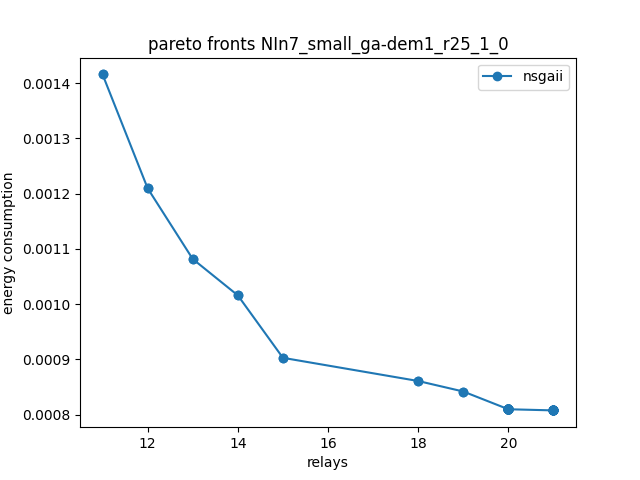 pareto fronts NIn7_small_ga-dem1_r25_1_0
nsgaii
0.0014
0.0013
0.0012
0.0011
0.0010
0.0009
0.0008
energy consumption
12 14 16 18 20
relays